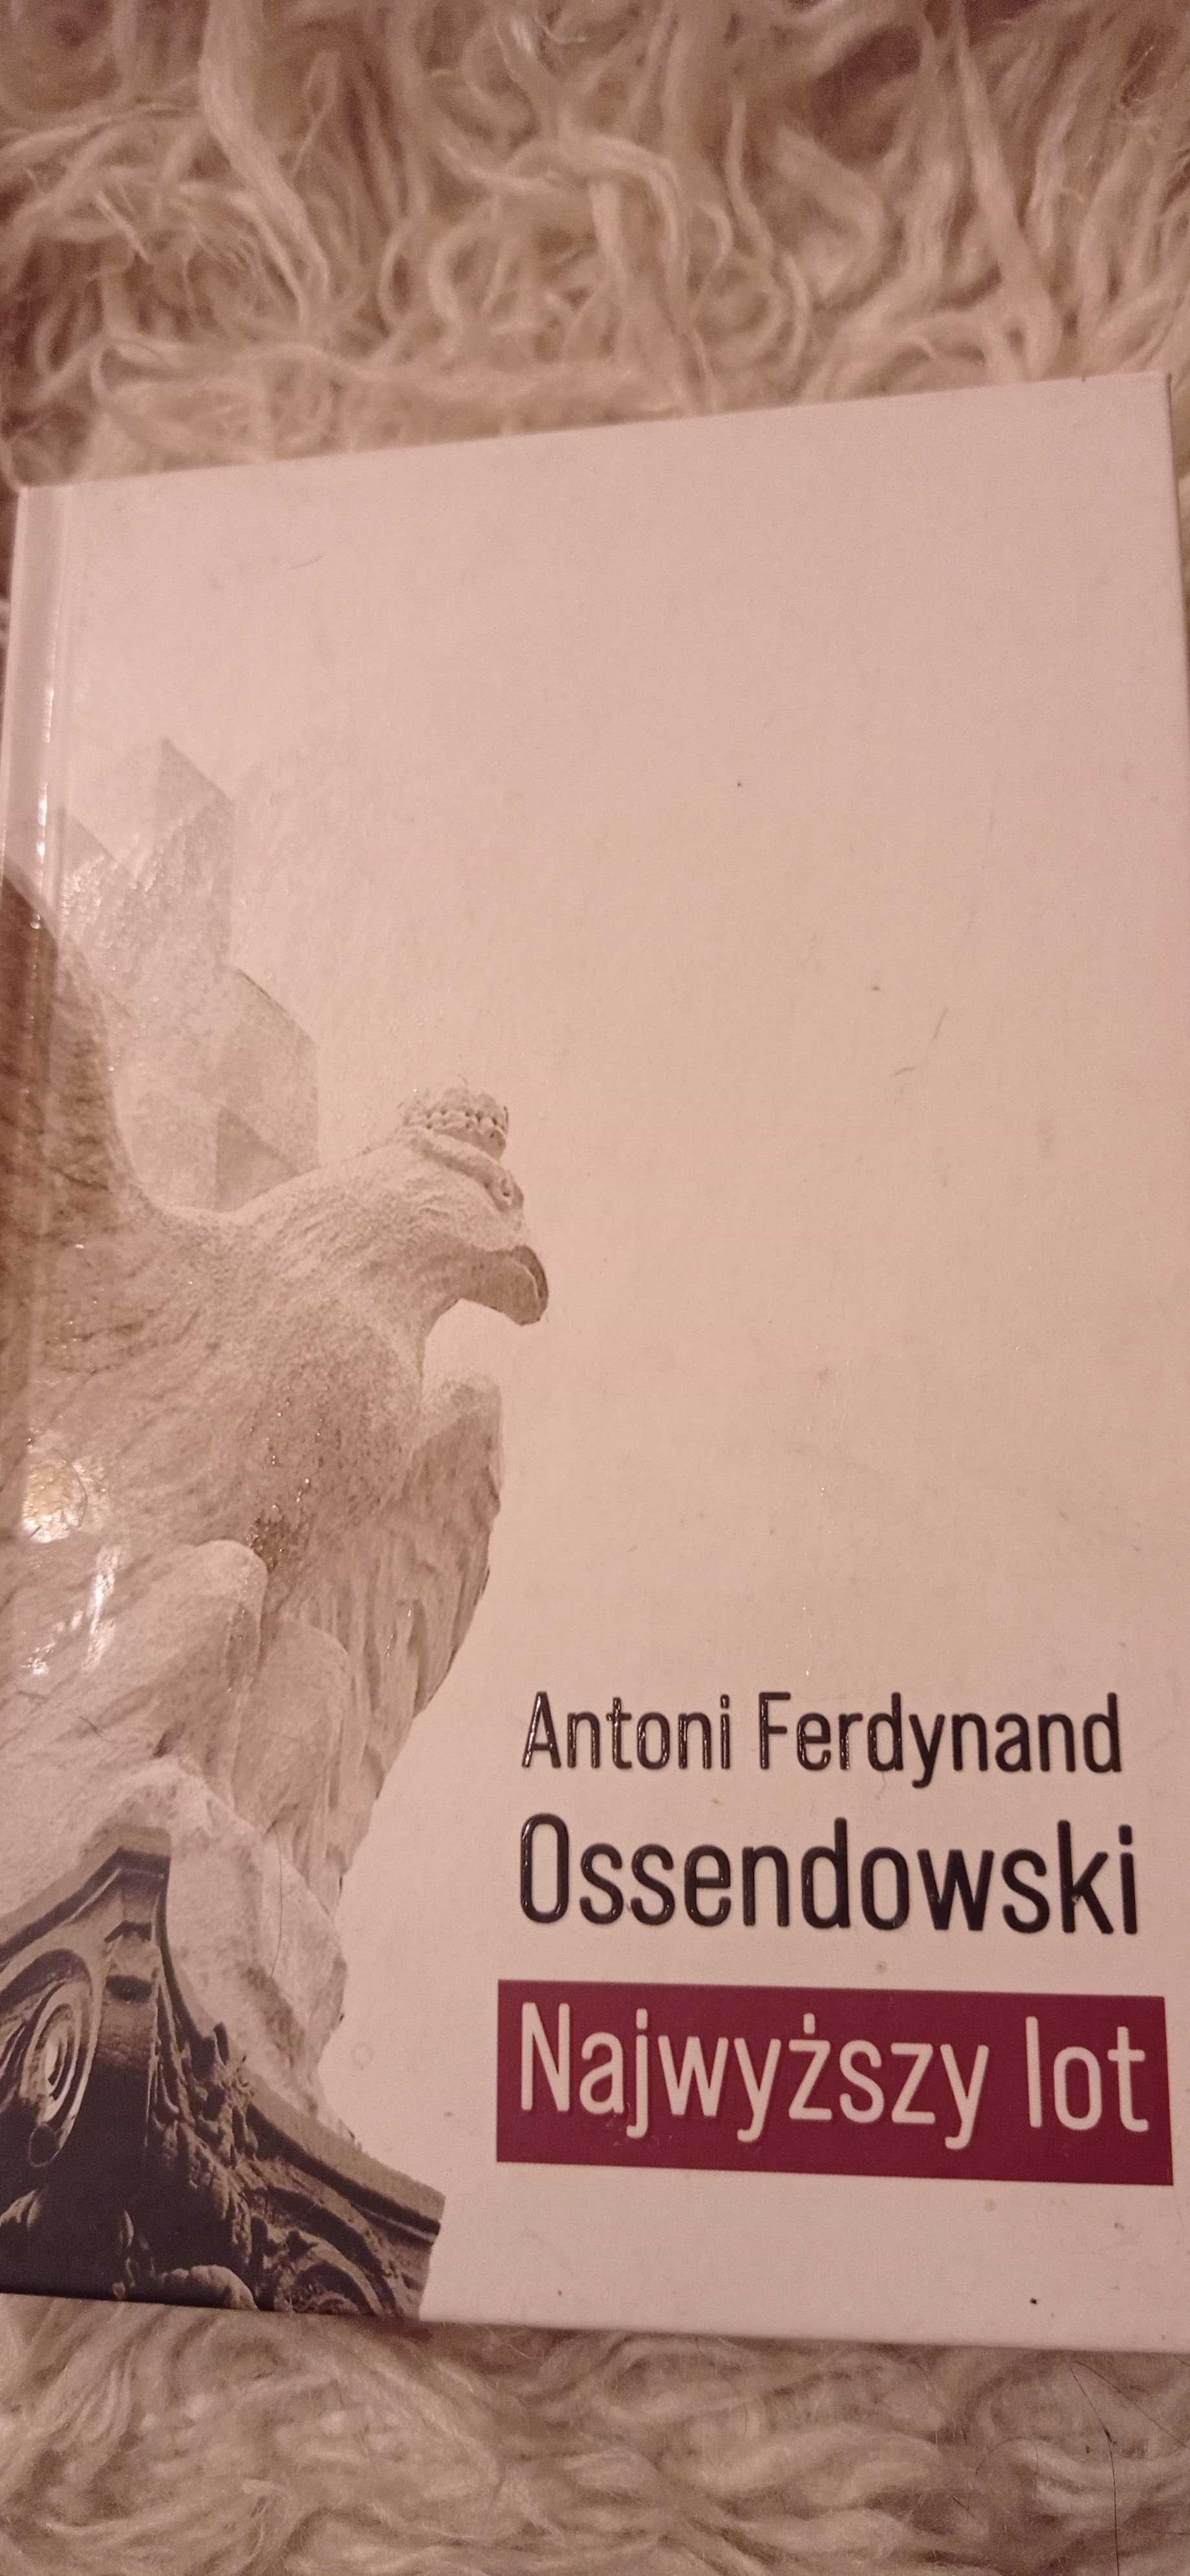 Antoni Ferdynand
Ossendowski
Najwyższy lot